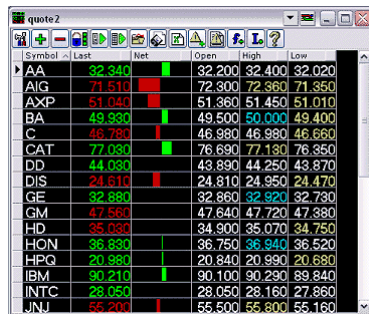 quote2
Symbol Last Net Open High Low
AA 32.340 32.200 32.400 32.020
AIG 71.510 72.300 72.360 71.350
AXP 51.040 51.360 51.450 51.010
BA 49.930 49.500 50.000 49.400
C 46.780 46.980 46.980 46.660
CAT 77.030 76.690 77.130 76.350
DD 44.030 43.890 44.250 43.870
DIS 24.610 24.810 24.950 24.470
GE 32.880 32.860 32.920 32.730
GM 47.560 47.640 47.720 47.380
HD 35.030 34.900 35.070 34.750
HON 36.830 36.750 36.940 36.520
HPQ 20.980 20.840 20.990 20.680
IBM 90.210 90.100 90.290 89.840
INTC 28.050 28.050 28.160 27.860
JNJ 55.200 55.500 55.800 55.160